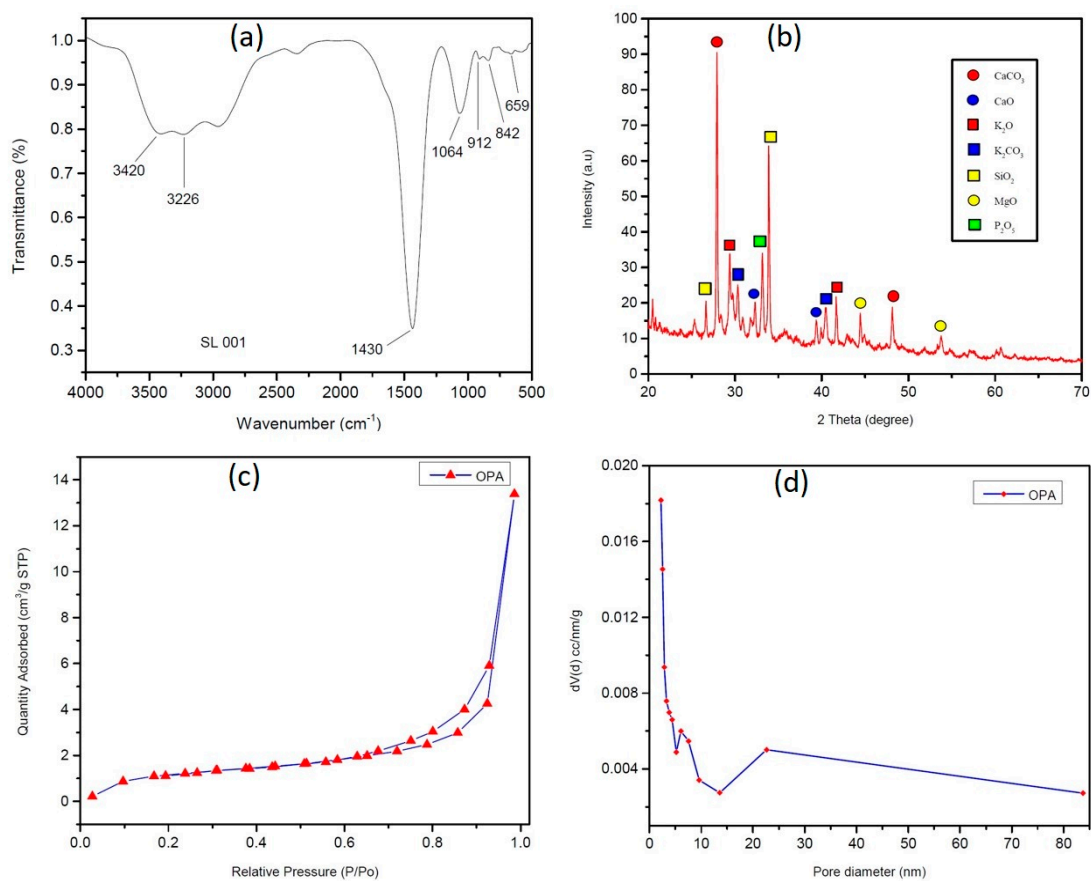 (a)
1.0
0.9
0.8
0.7
0.6
0.5
0.4
0.3
Transmittance (%)
3420
3226
1430
1064
912
842
659
SL 001
4000 3500 3000 2500 2000 1500 1000 500
Wavenumber (cm⁻¹)
(b)
100
90
80
70
60
50
40
30
20
10
0
Intensity (a.u)
CaCO₃
CaO
K₂O
K₂CO₃
SiO₂
MgO
P₂O₅
20 30 40 50 60 70
2 Theta (degree)
(c)
OPA
14
12
10
8
6
4
2
0
Quantity Adsorbed (cm³/g STP)
0.0 0.2 0.4 0.6 0.8 1.0
Relative Pressure (P/Po)
(d)
OPA
0.020
0.016
0.012
0.008
0.004
dV(d) cc/nm/g
0 10 20 30 40 50 60 70 80 90
Pore diameter (nm)